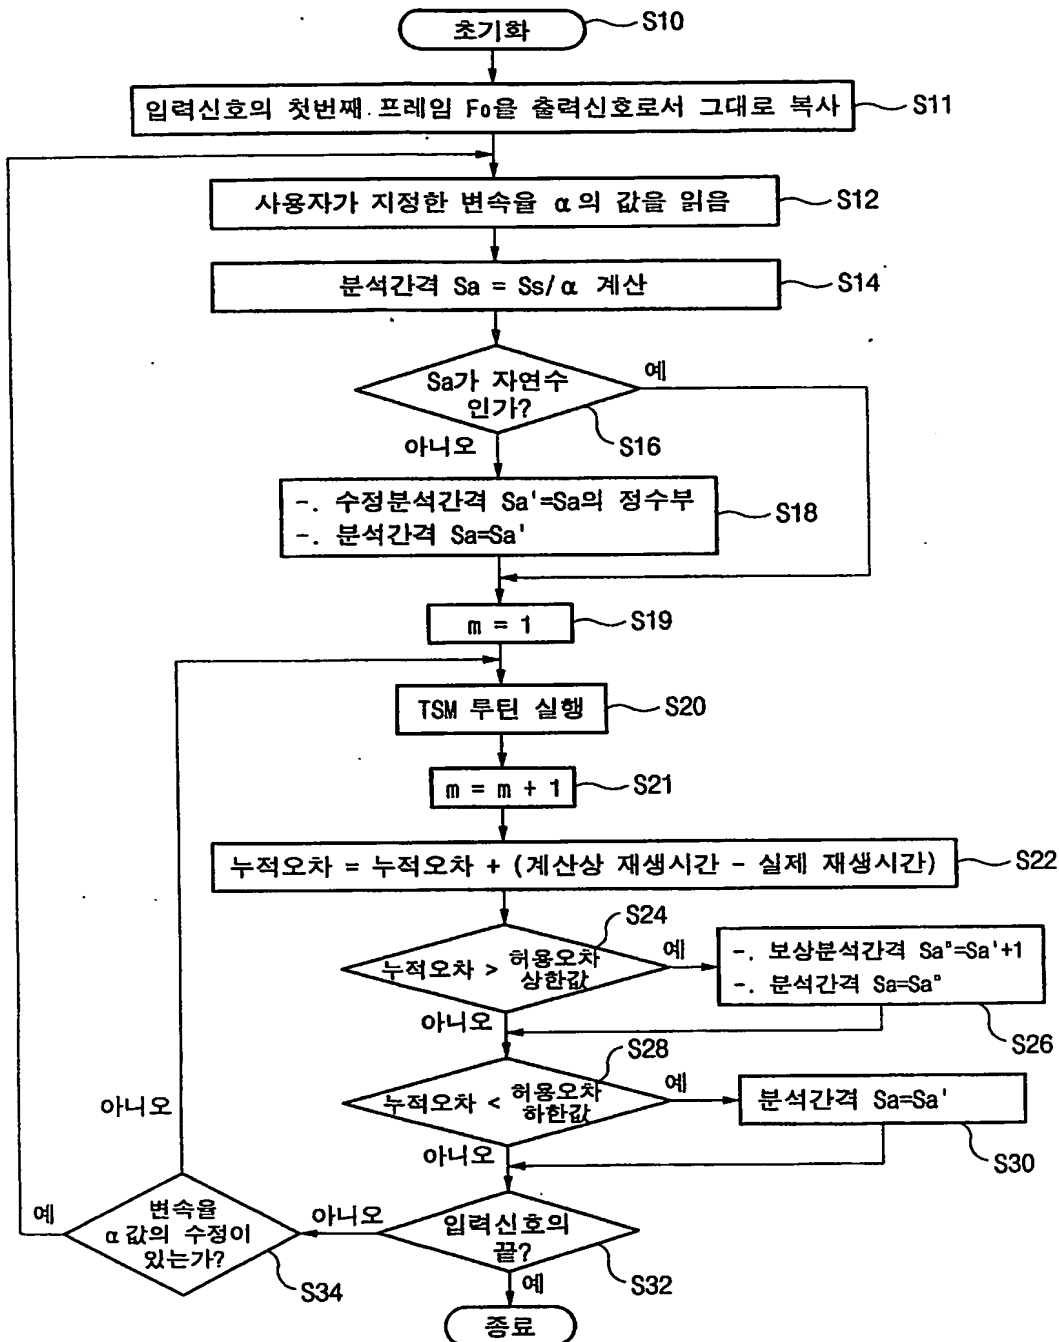 초기화
S10
입력신호의 첫번째 프레임 F0을 출력신호로서 그대로 복사
S11
사용자가 지정한 변속율 α의 값을 읽음
S12
분석간격 Sa = Ss/α 계산
S14
Sa가 자연수
인가?
예
S16
아니오
-. 수정분석간격 Sa'=Sa의 정수부
-. 분석간격 Sa=Sa'
S18
m = 1
S19
TSM 루틴 실행
S20
m = m + 1
S21
누적오차 = 누적오차 + (계산상 재생시간 - 실제 재생시간)
S22
S24
누적오차 > 허용오차
상한값
예
-. 보상분석간격 Sa"=Sa'+1
-. 분석간격 Sa=Sa"
S26
아니오
S28
누적오차 < 허용오차
하한값
예
분석간격 Sa=Sa'
S30
아니오
아니오
입력신호의
끝?
S32
아니오
변속율
α값의 수정이
있는가?
예
S34
예
종료